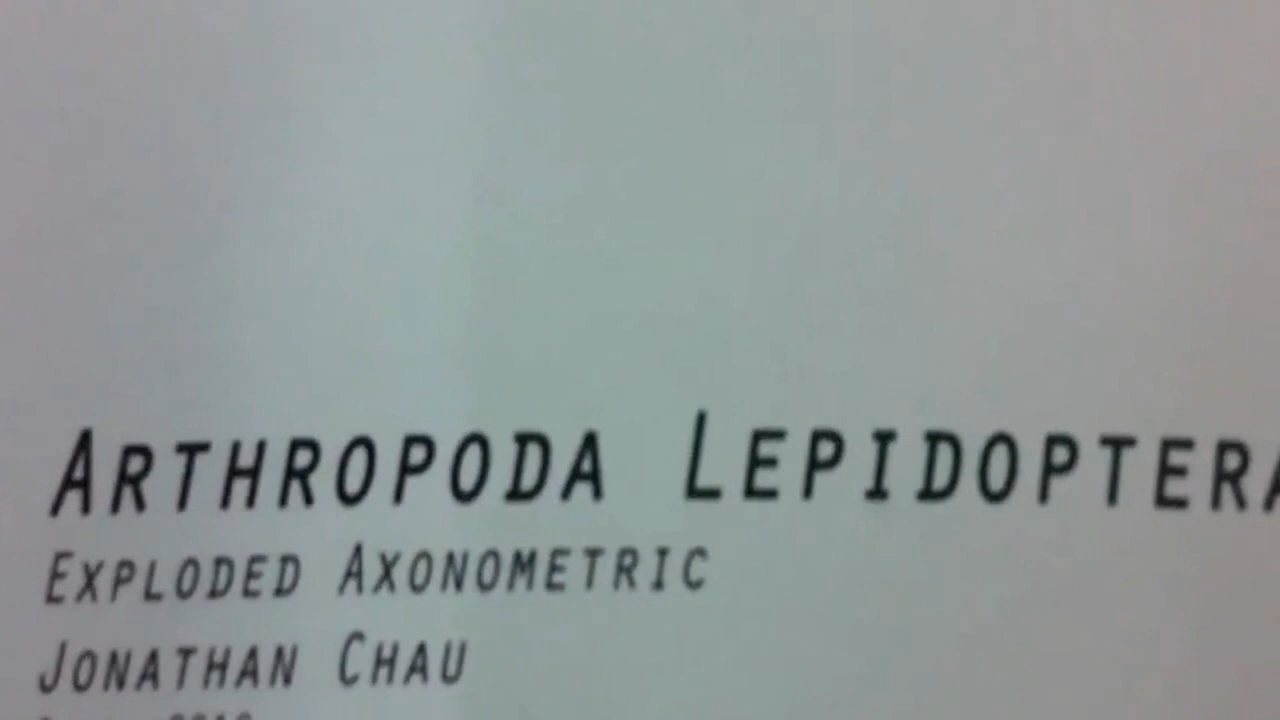 ARTHROPODA LEPIDOPTERA
EXPLODED AXONOMETRIC
JONATHAN CHAU